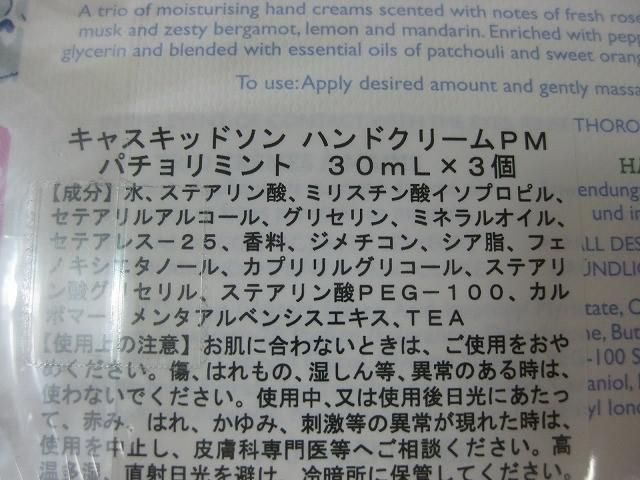 A trio of moisturising hand creams scented with notes of fresh rose
musk and zesty bergamot, lemon and mandarin. Enriched with
glycerin and blended with essential oils of patchouli and sweet
To use: Apply desired amount and gently
キャスキッドソン ハンドクリームPM
パチョリミント 30mL×3個
【成分】水、ステアリン酸、ミリスチン酸イソプロピル、
セテアリルアルコール、グリセリン、ミネラルオイル、
セテアレス-25、香料、ジメチコン、シア脂、フェ
ノキシエタノール、カプリリルグリコール、ステアリ
ン酸グリセリル、ステアリン酸PEG-100、カル
ボマー、メンタアルベンシスエキス、TEA
【使用上の注意】お肌に合わないときは、ご使用をおや
めください。傷、はれもの、湿しん等、異常のある時は、
使わないでください。使用中、又は使用後日光にあたっ
て、赤み、はれ、かゆみ、刺激等の異常が現れた時は、
使用を中止し、皮膚科専門医等へご相談ください。高
温多湿、直射日光を避け、冷暗所に保管してください。
THORO
und i
ALL DES